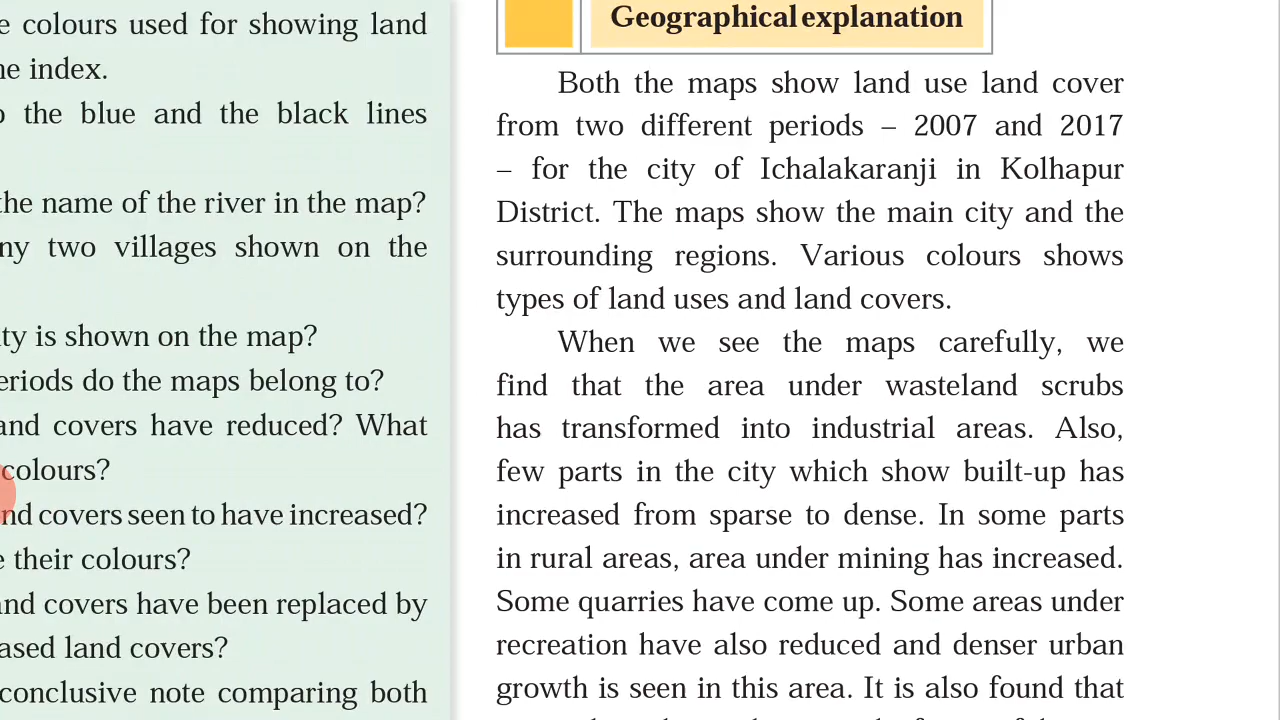 colours used for showing land
index.
the blue and the black lines
the name of the river in the map?
two villages shown on the
is shown on the map?
do the maps belong to?
covers have reduced? What
colours?
covers seen to have increased?
their colours?
covers have been replaced by
land covers?
conclusive note comparing both
Geographical explanation
Both the maps show land use land cover
from two different periods – 2007 and 2017
– for the city of Ichalakaranji in Kolhapur
District. The maps show the main city and the
surrounding regions. Various colours shows
types of land uses and land covers.
When we see the maps carefully, we
find that the area under wasteland scrubs
has transformed into industrial areas. Also,
few parts in the city which show built-up has
increased from sparse to dense. In some parts
in rural areas, area under mining has increased.
Some quarries have come up. Some areas under
recreation have also reduced and denser urban
growth is seen in this area. It is also found that